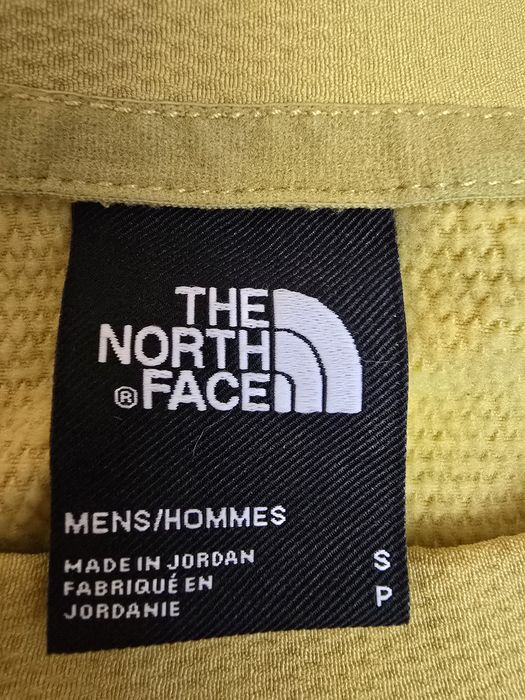 THE
NORTH
® FACE
MENS/HOMMES
MADE IN JORDAN
FABRIQUÉ EN
JORDANIE
S
P